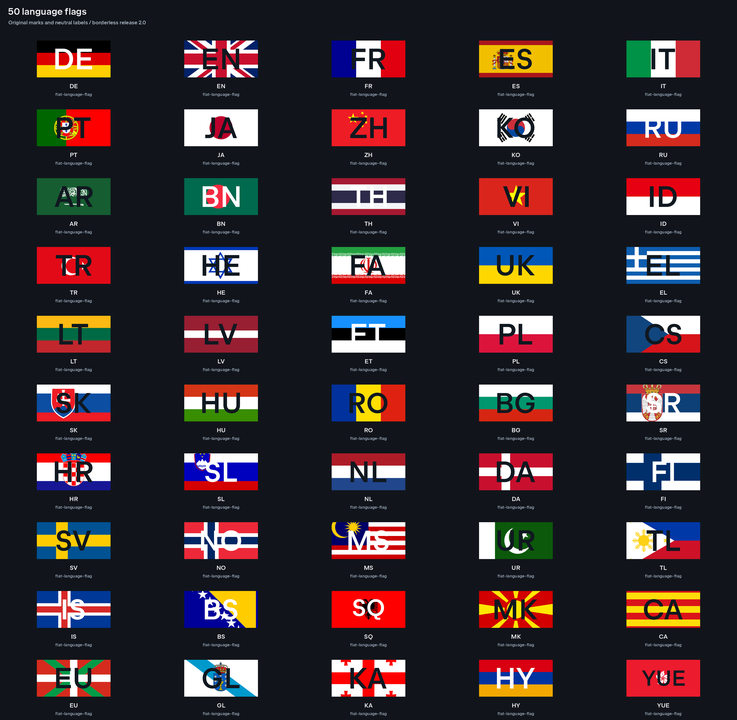 50 language flags
Original marks and neutral labels / borderless release 2.0
DE EN FR ES IT
DE EN FR ES IT
flat-language-flag flat-language-flag flat-language-flag flat-language-flag flat-language-flag
PT JA ZH KO RU
PT JA ZH KO RU
flat-language-flag flat-language-flag flat-language-flag flat-language-flag flat-language-flag
AR BN TH VI ID
AR BN TH VI ID
flat-language-flag flat-language-flag flat-language-flag flat-language-flag flat-language-flag
TR HE FA UK EL
TR HE FA UK EL
flat-language-flag flat-language-flag flat-language-flag flat-language-flag flat-language-flag
LT LV ET PL CS
LT LV ET PL CS
flat-language-flag flat-language-flag flat-language-flag flat-language-flag flat-language-flag
SK HU RO BG SR
SK HU RO BG SR
flat-language-flag flat-language-flag flat-language-flag flat-language-flag flat-language-flag
HR SL NL DA FI
HR SL NL DA FI
flat-language-flag flat-language-flag flat-language-flag flat-language-flag flat-language-flag
SV NO MS UR TL
SV NO MS UR TL
flat-language-flag flat-language-flag flat-language-flag flat-language-flag flat-language-flag
IS BS SQ MK CA
IS BS SQ MK CA
flat-language-flag flat-language-flag flat-language-flag flat-language-flag flat-language-flag
EU GL KA HY YUE
EU GL KA HY YUE
flat-language-flag flat-language-flag flat-language-flag flat-language-flag flat-language-flag